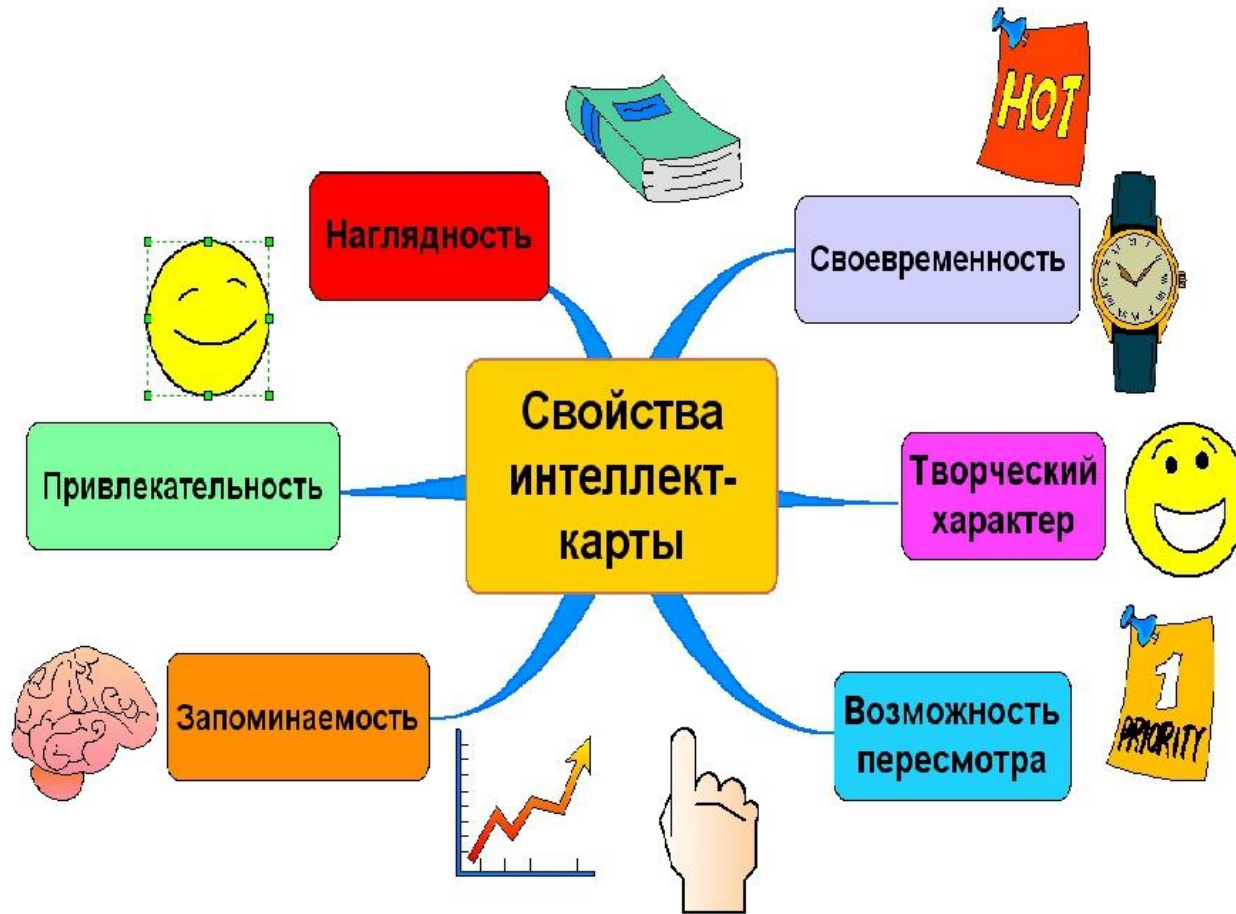 HOT
Наглядность
Своевременность
Свойства
интеллект-
карты
Привлекательность
Творческий
характер
Запоминаемость
Возможность
пересмотра
1
PRIORITY